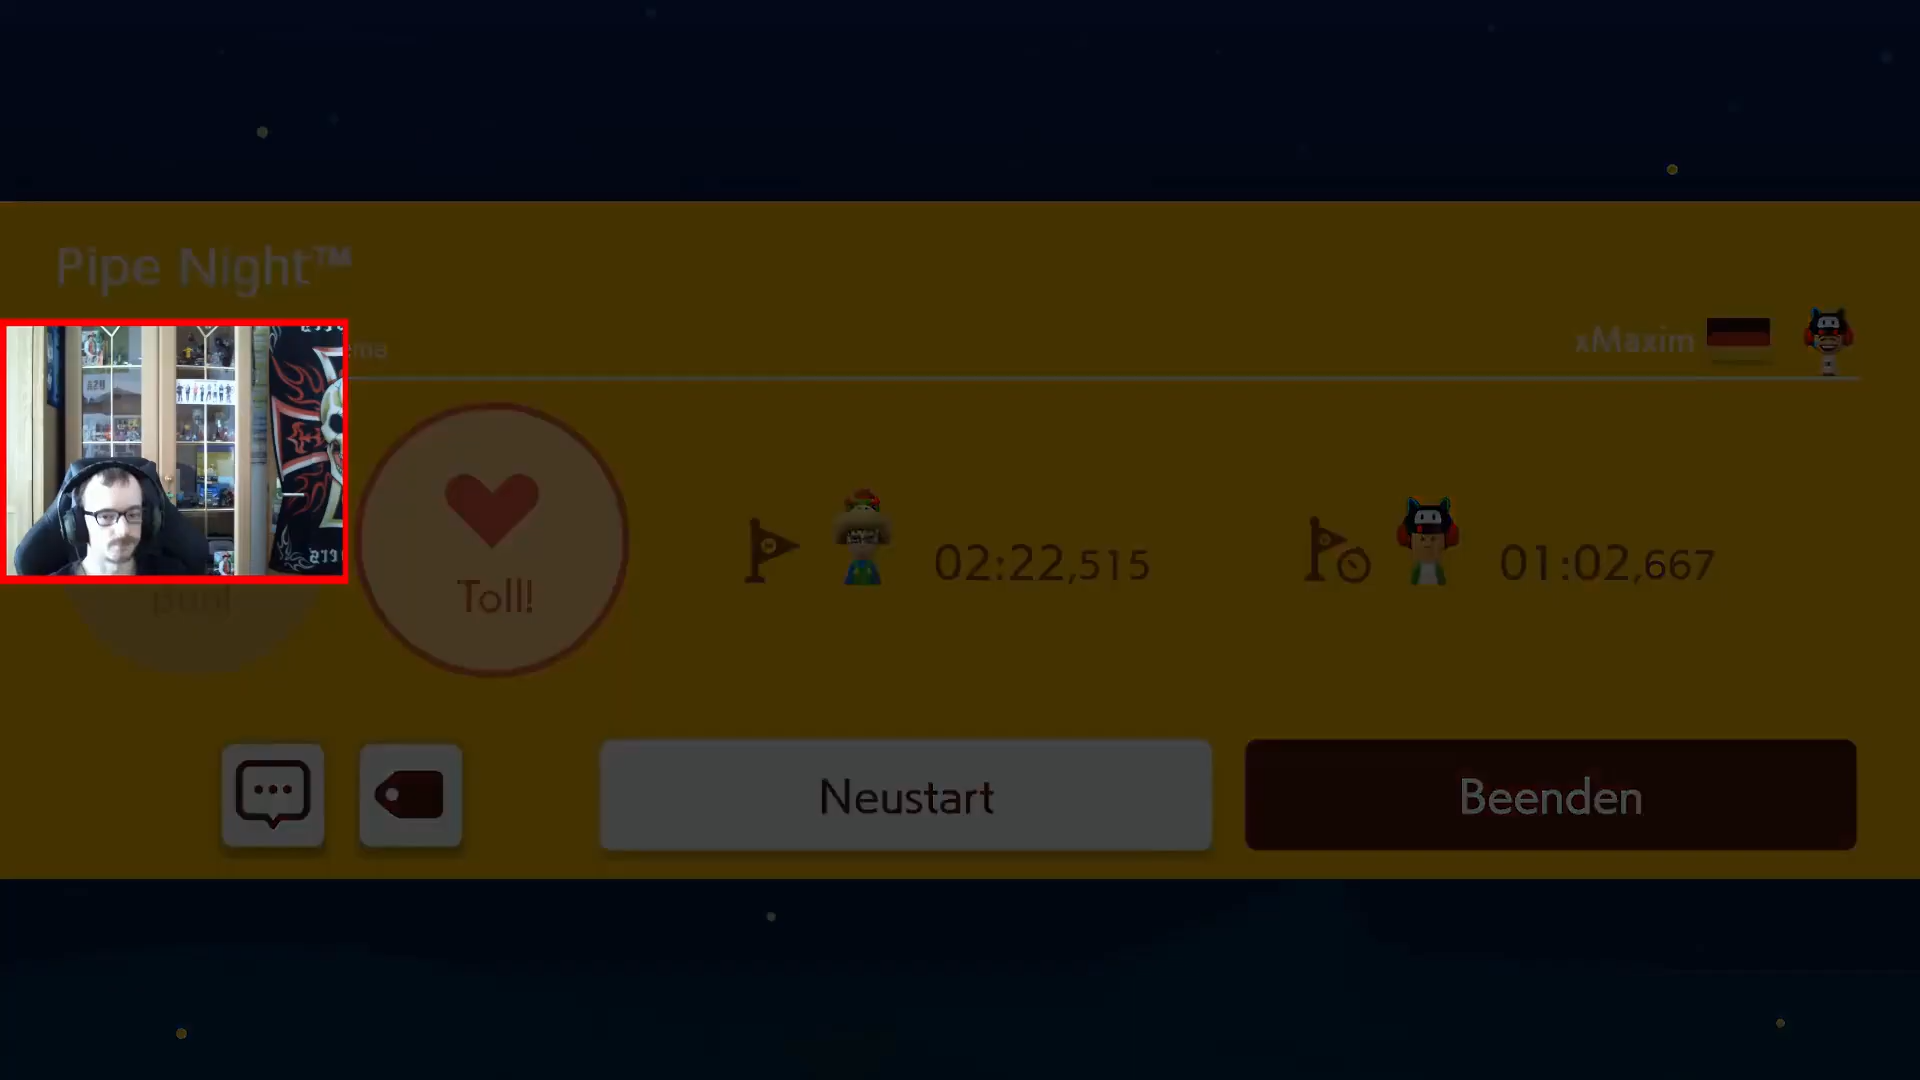 Pipe Night™
xMaxim
Toll!
02:22,515
01:02,667
Neustart
Beenden